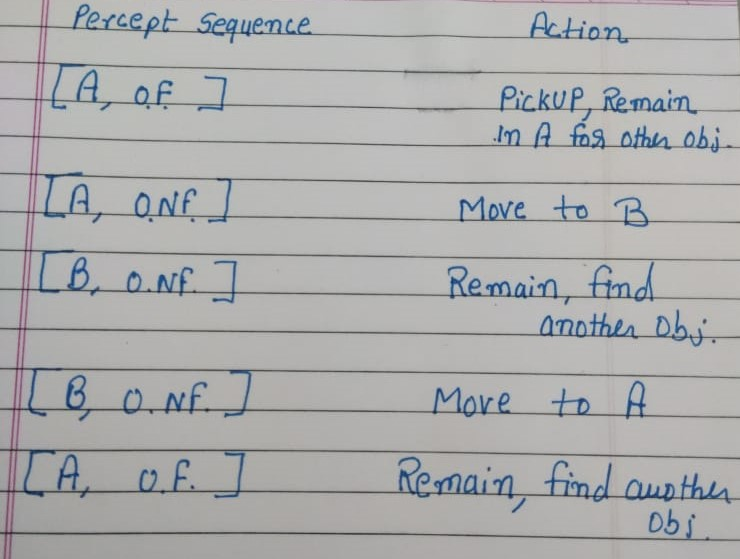 Percept Sequence Action
[A, O.F. ] PickUP, Remain
in A for other obj.
[A, O.NF. ] Move to B
[B, O.NF. ] Remain, find
another Obj.
[B, O.NF. ] Move to A
[A, O.F. ] Remain, find another
Obj.